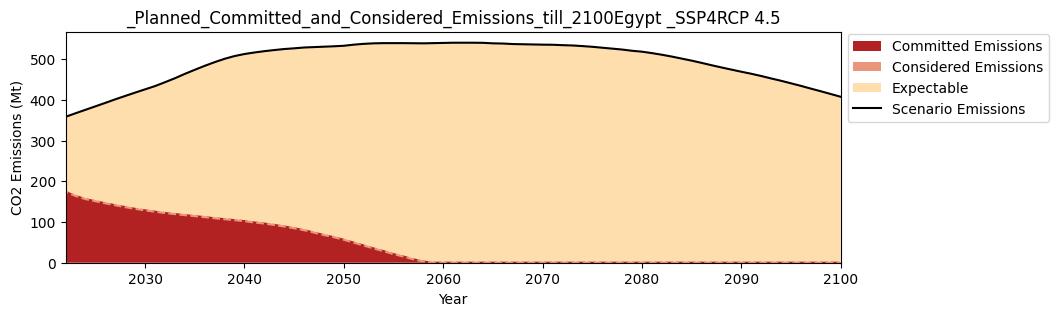 _Planned_Committed_and_Considered_Emissions_till_2100Egypt _SSP4RCP 4.5
Committed Emissions
Considered Emissions
Expectable
Scenario Emissions
CO2 Emissions (Mt)
500
400
300
200
100
0
2030 2040 2050 2060 2070 2080 2090 2100
Year